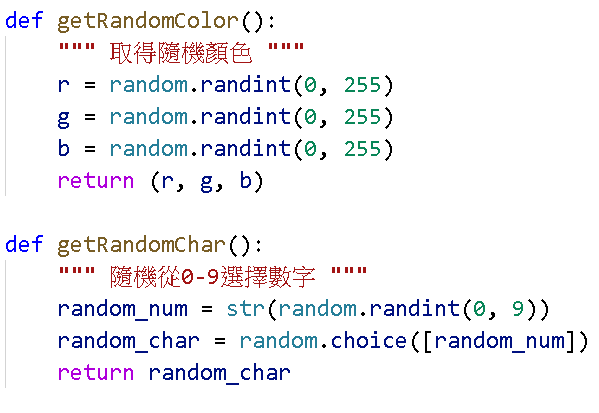 def getRandomColor():
    """ 取得隨機顏色 """
    r = random.randint(0, 255)
    g = random.randint(0, 255)
    b = random.randint(0, 255)
    return (r, g, b)

def getRandomChar():
    """ 隨機從0-9選擇數字 """
    random_num = str(random.randint(0, 9))
    random_char = random.choice([random_num])
    return random_char